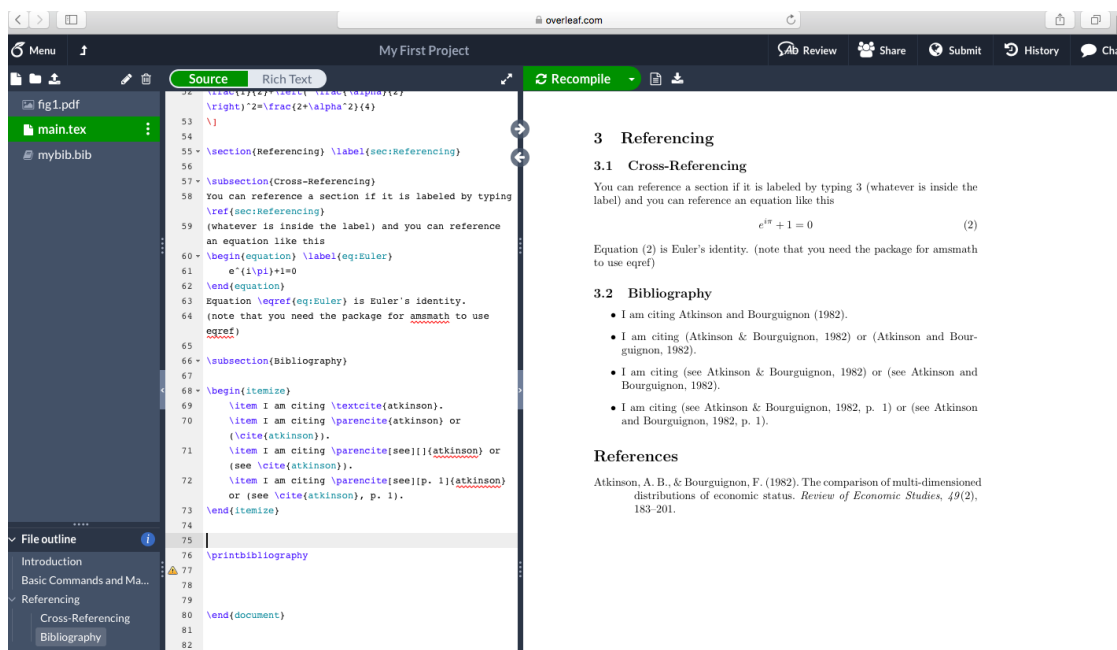 overleaf.com
Menu
My First Project
Review
Share
Submit
History
Source
Rich Text
Recompile
fig1.pdf
main.tex
mybib.bib
File outline
Introduction
Basic Commands and Ma...
Referencing
Cross-Referencing
Bibliography
\right)^2=\frac{2+\alpha^2}{4}
53 \]
54
55 \section{Referencing} \label{sec:Referencing}
56
57 \subsection{Cross-Referencing}
58 You can reference a section if it is labeled by typing
\ref{sec:Referencing}
59 (whatever is inside the label) and you can reference
an equation like this
60 \begin{equation} \label{eq:Euler}
61 e^{i\pi}+1=0
62 \end{equation}
63 Equation \eqref{eq:Euler} is Euler's identity.
64 (note that you need the package for amsmath to use
eqref)
65
66 \subsection{Bibliography}
67
68 \begin{itemize}
69 \item I am citing \textcite{atkinson}.
70 \item I am citing \parencite{atkinson} or
(\cite{atkinson}).
71 \item I am citing \parencite[see][]{atkinson} or
(see \cite{atkinson}).
72 \item I am citing \parencite[see][p. 1]{atkinson}
or (see \cite{atkinson}, p. 1).
73 \end{itemize}
74
75
76 \printbibliography
77
78
79
80 \end{document}
81
82
3 Referencing
3.1 Cross-Referencing
You can reference a section if it is labeled by typing 3 (whatever is inside the
label) and you can reference an equation like this
e^{iπ} + 1 = 0 (2)
Equation (2) is Euler's identity. (note that you need the package for amsmath
to use eqref)
3.2 Bibliography
• I am citing Atkinson and Bourguignon (1982).
• I am citing (Atkinson & Bourguignon, 1982) or (Atkinson and Bour-
guignon, 1982).
• I am citing (see Atkinson & Bourguignon, 1982) or (see Atkinson and
Bourguignon, 1982).
• I am citing (see Atkinson & Bourguignon, 1982, p. 1) or (see Atkinson
and Bourguignon, 1982, p. 1).
References
Atkinson, A. B., & Bourguignon, F. (1982). The comparison of multi-dimensioned
distributions of economic status. Review of Economic Studies, 49(2),
183–201.